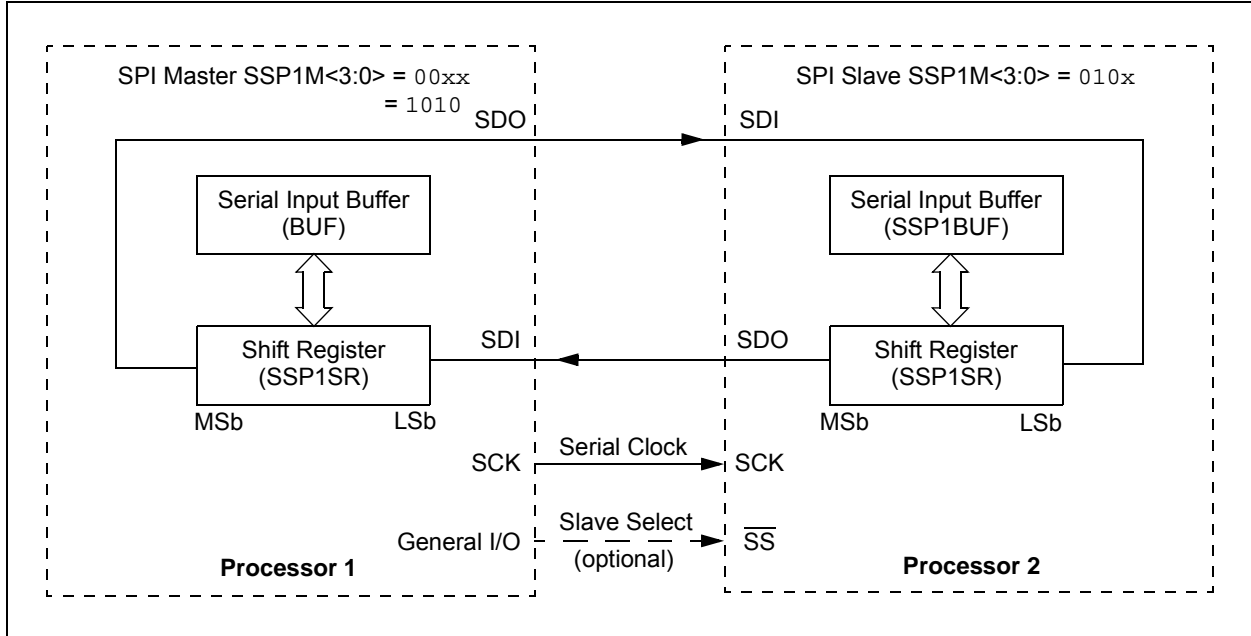 SPI Master SSP1M<3:0> = 00xx
= 1010
SDO
Serial Input Buffer
(BUF)
Shift Register
(SSP1SR)
MSb
LSb
SDI
SCK
General I/O
Processor 1
Serial Clock
Slave Select
(optional)
SPI Slave SSP1M<3:0> = 010x
SDI
Serial Input Buffer
(SSP1BUF)
SDO
Shift Register
(SSP1SR)
MSb
LSb
SCK
S̅S̅
Processor 2